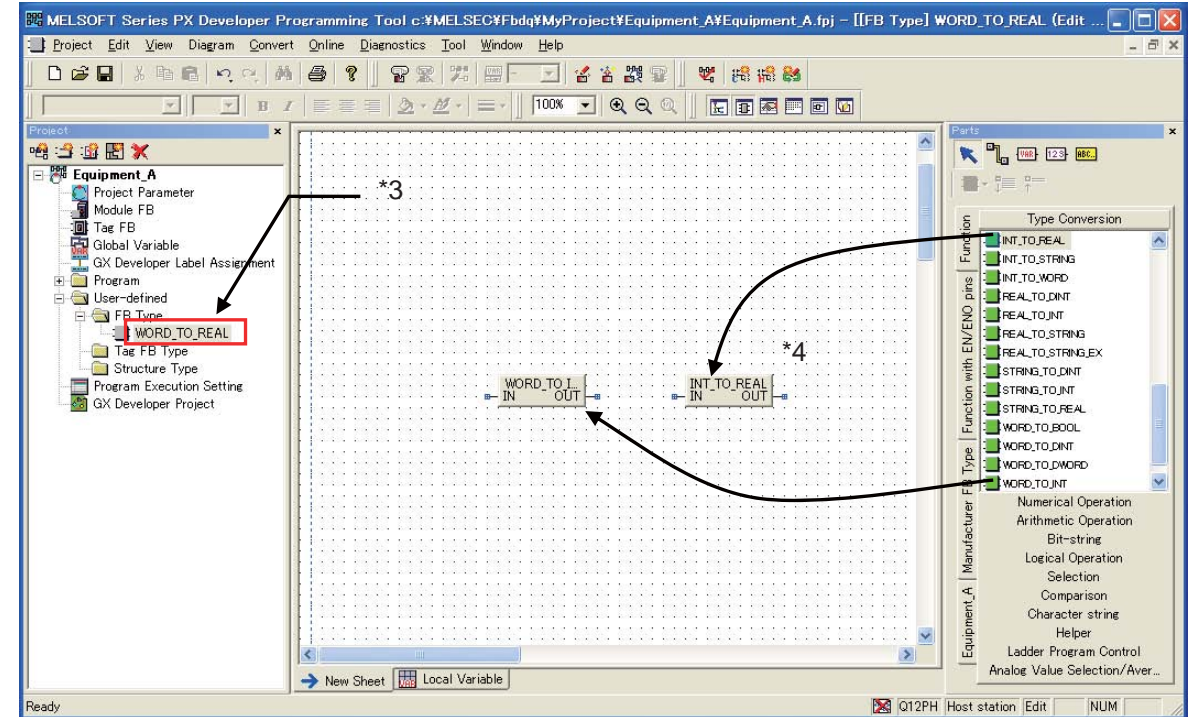 MELSOFT Series PX Developer Programming Tool c:¥MELSEC¥Fbdq¥MyProject¥Equipment_A¥Equipment_A.fpj - [[FB Type] WORD_TO_REAL (Edit ...
Project Edit View Diagram Convert Online Diagnostics Tool Window Help
B I 100%
Project
Equipment_A
Project Parameter
Module FB
Tag FB
Global Variable
GX Developer Label Assignment
Program
User-defined
FB Type
WORD_TO_REAL
Tag FB Type
Structure Type
Program Execution Setting
GX Developer Project
*3
*4
WORD_TO_I...
IN OUT
INT_TO_REAL
IN OUT
New Sheet Local Variable
Parts
VAR 123 ABC..
Function
Function with EN/ENO pins
Manufacturer FB Type
Equipment_A
Type Conversion
INT_TO_REAL
INT_TO_STRING
INT_TO_WORD
REAL_TO_DINT
REAL_TO_INT
REAL_TO_STRING
REAL_TO_STRING_EX
STRING_TO_DINT
STRING_TO_INT
STRING_TO_REAL
WORD_TO_BOOL
WORD_TO_DINT
WORD_TO_DWORD
WORD_TO_INT
Numerical Operation
Arithmetic Operation
Bit-string
Logical Operation
Selection
Comparison
Character string
Helper
Ladder Program Control
Analog Value Selection/Aver...
Ready Q12PH Host station Edit NUM